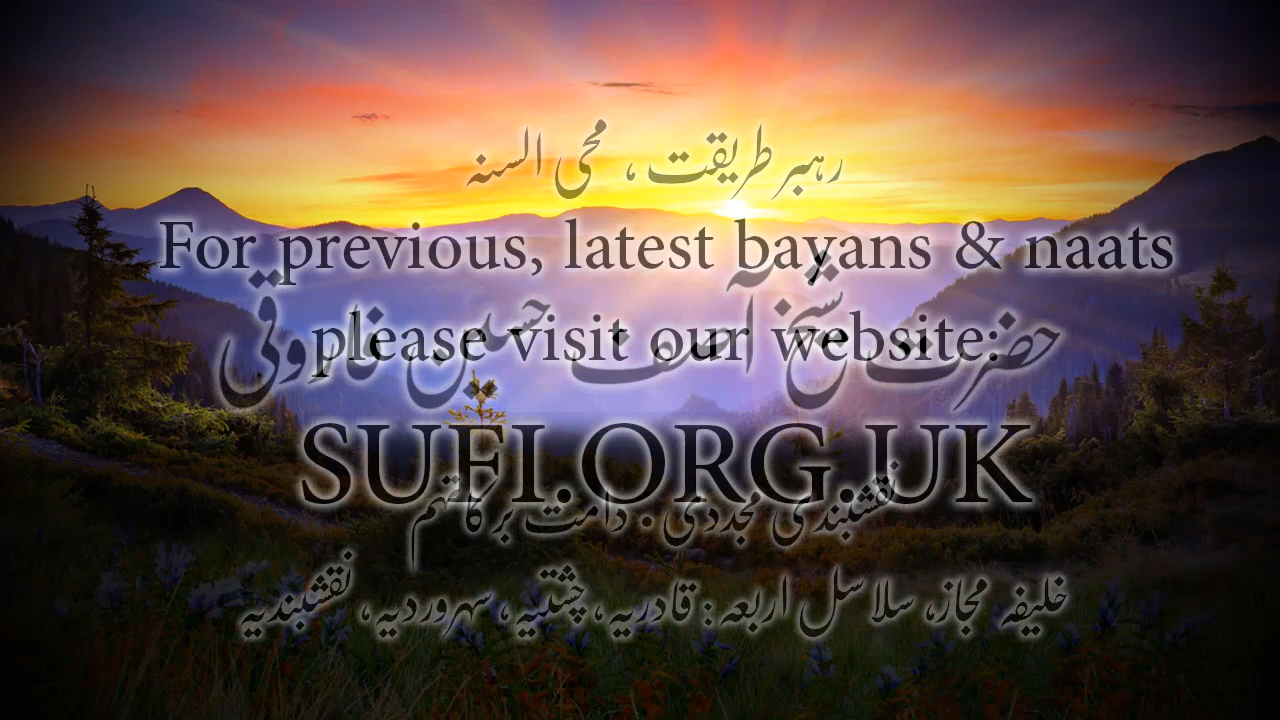 رہبر طریقت، محی السنہ
For previous, latest bayans & naats
حضرت شیخ آصف حسین فاروقی
please visit our website:
SUFI.ORG.UK
نقشبندی مجددی۔ دامت برکاتہم
خلیفہ مجاز، سلاسل اربعہ: قادریہ، چشتیہ، سہروردیہ، نقشبندیہ